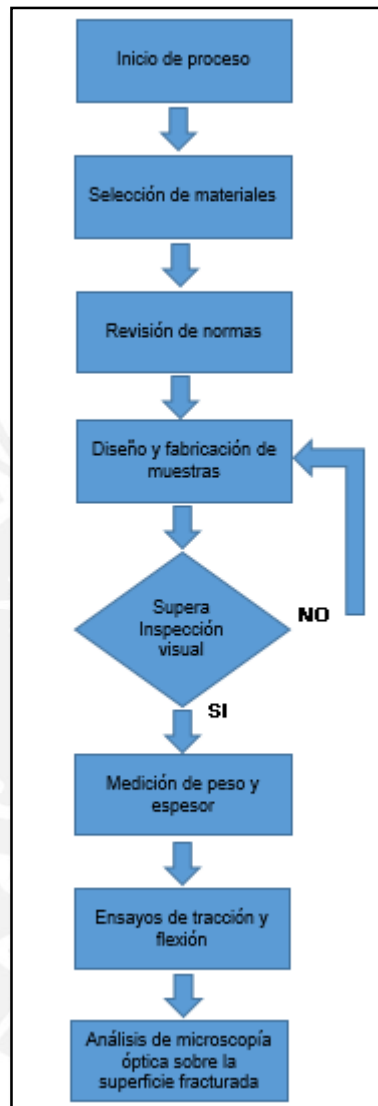 Inicio de proceso
Selección de materiales
Revisión de normas
Diseño y fabricación de
muestras
Supera
Inspección
visual
NO
SI
Medición de peso y
espesor
Ensayos de tracción y
flexión
Análisis de microscopía
óptica sobre la
superficie fracturada